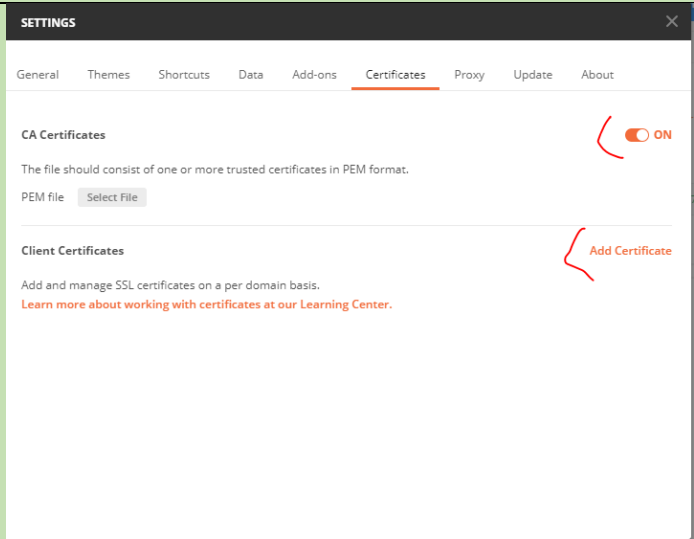 SETTINGS
General Themes Shortcuts Data Add-ons Certificates Proxy Update About
CA Certificates ON
The file should consist of one or more trusted certificates in PEM format.
PEM file Select File
Client Certificates Add Certificate
Add and manage SSL certificates on a per domain basis.
Learn more about working with certificates at our Learning Center.